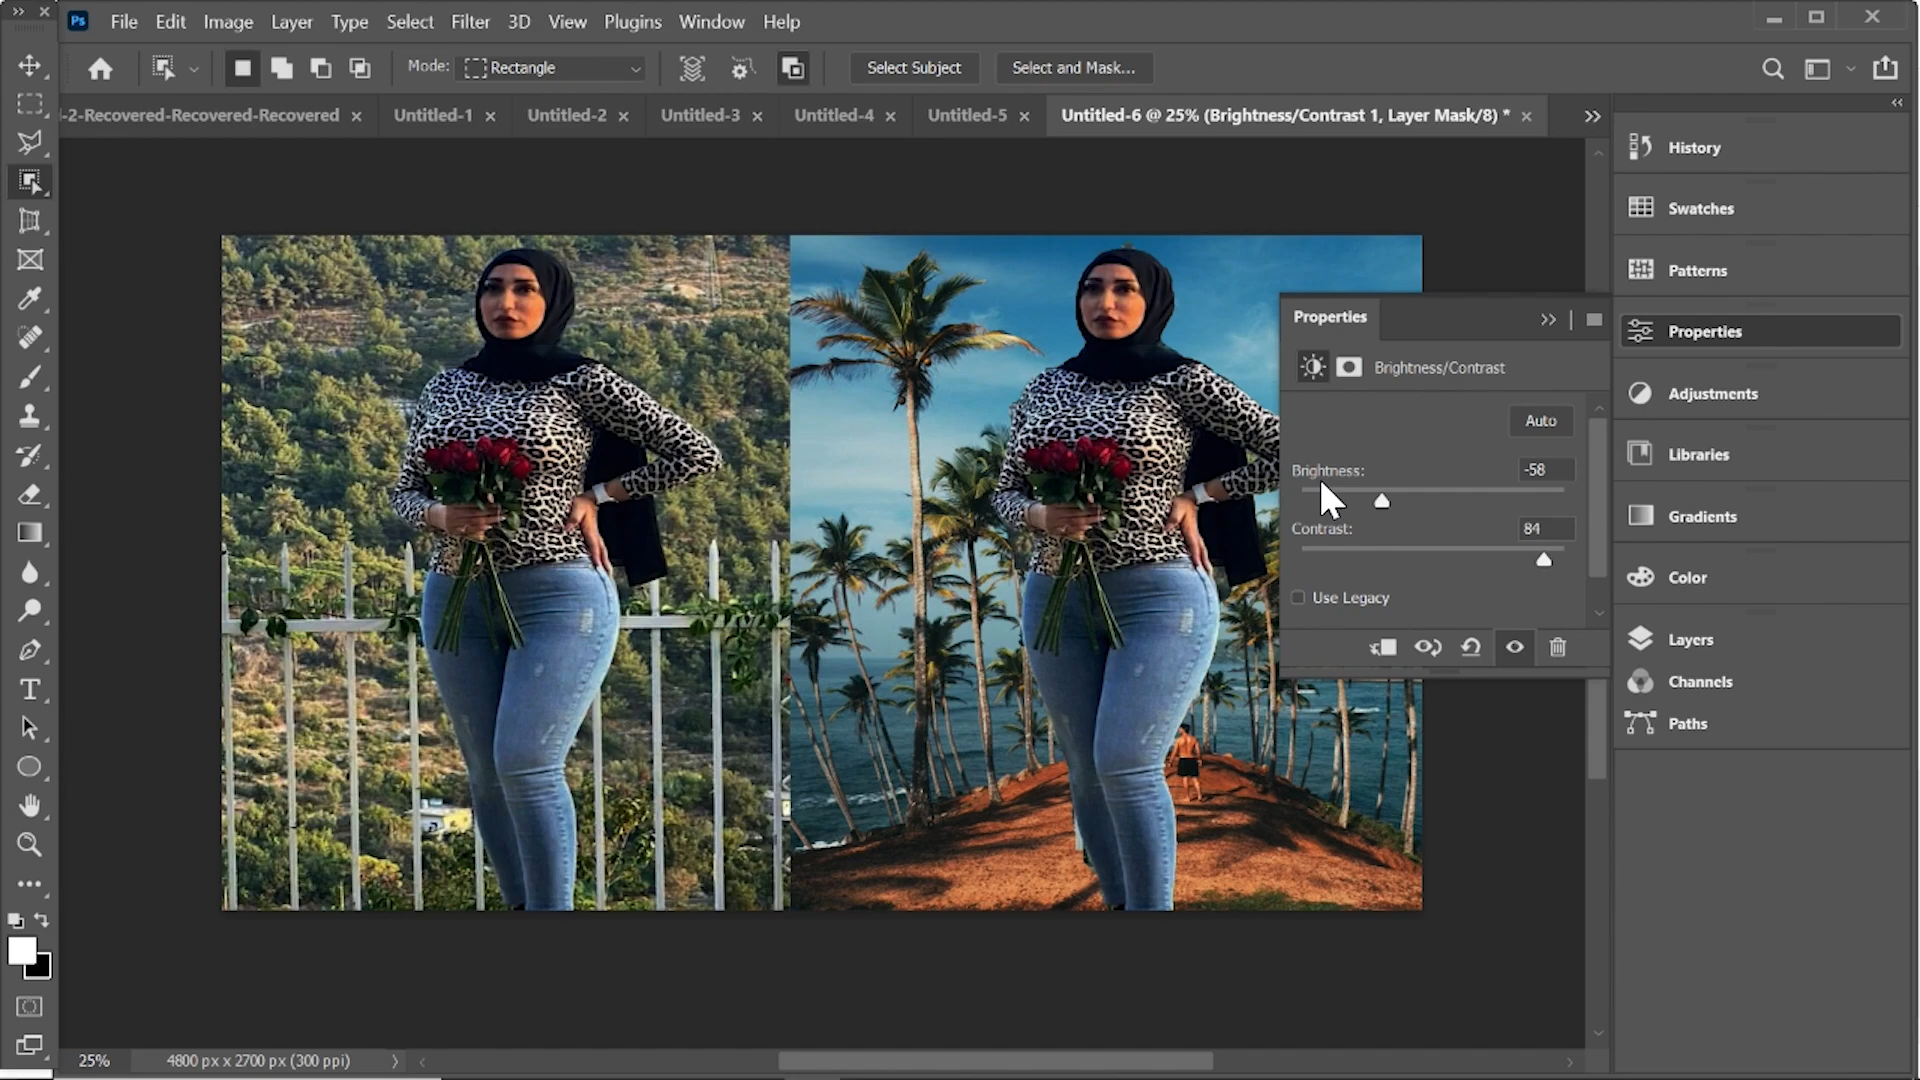 Ps File Edit Image Layer Type Select Filter 3D View Plugins Window Help
Mode: Rectangle Select Subject Select and Mask...
-2-Recovered-Recovered-Recovered × Untitled-1 × Untitled-2 × Untitled-3 × Untitled-4 × Untitled-5 × Untitled-6 @ 25% (Brightness/Contrast 1, Layer Mask/8) * ×
History
Swatches
Patterns
Properties
Adjustments
Libraries
Gradients
Color
Layers
Channels
Paths
Properties
Brightness/Contrast
Auto
Brightness: -58
Contrast: 84
Use Legacy
25% 4800 px x 2700 px (300 ppi)